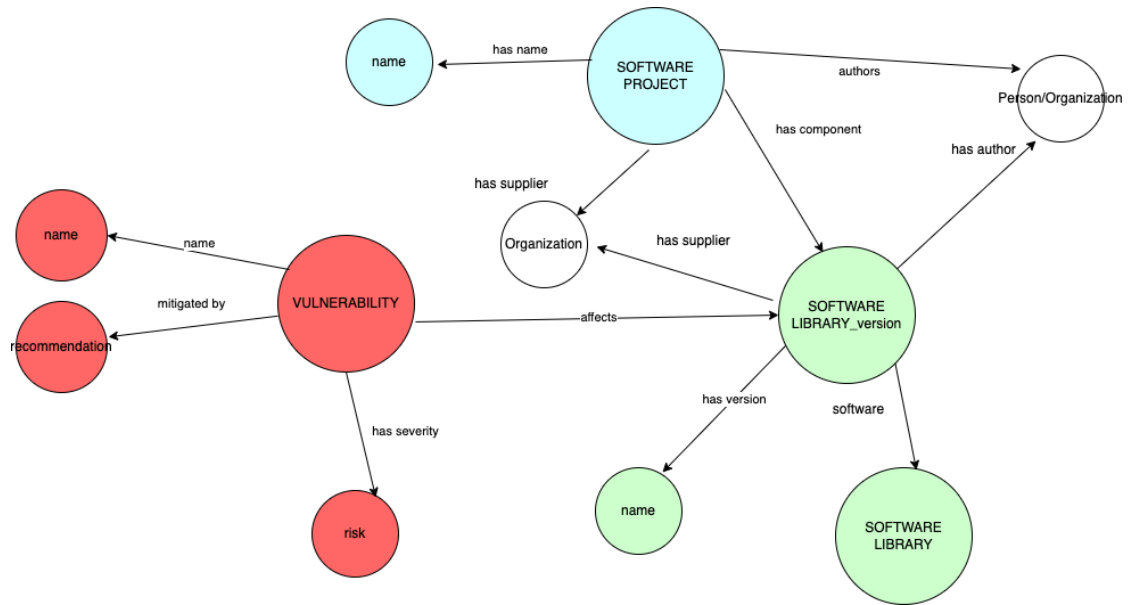 has name
name
SOFTWARE
PROJECT
authors
Person/Organization
has component
has author
has supplier
Organization
has supplier
name
name
mitigated by
VULNERABILITY
recommendation
affects
SOFTWARE
LIBRARY_version
has severity
has version
software
risk
name
SOFTWARE
LIBRARY